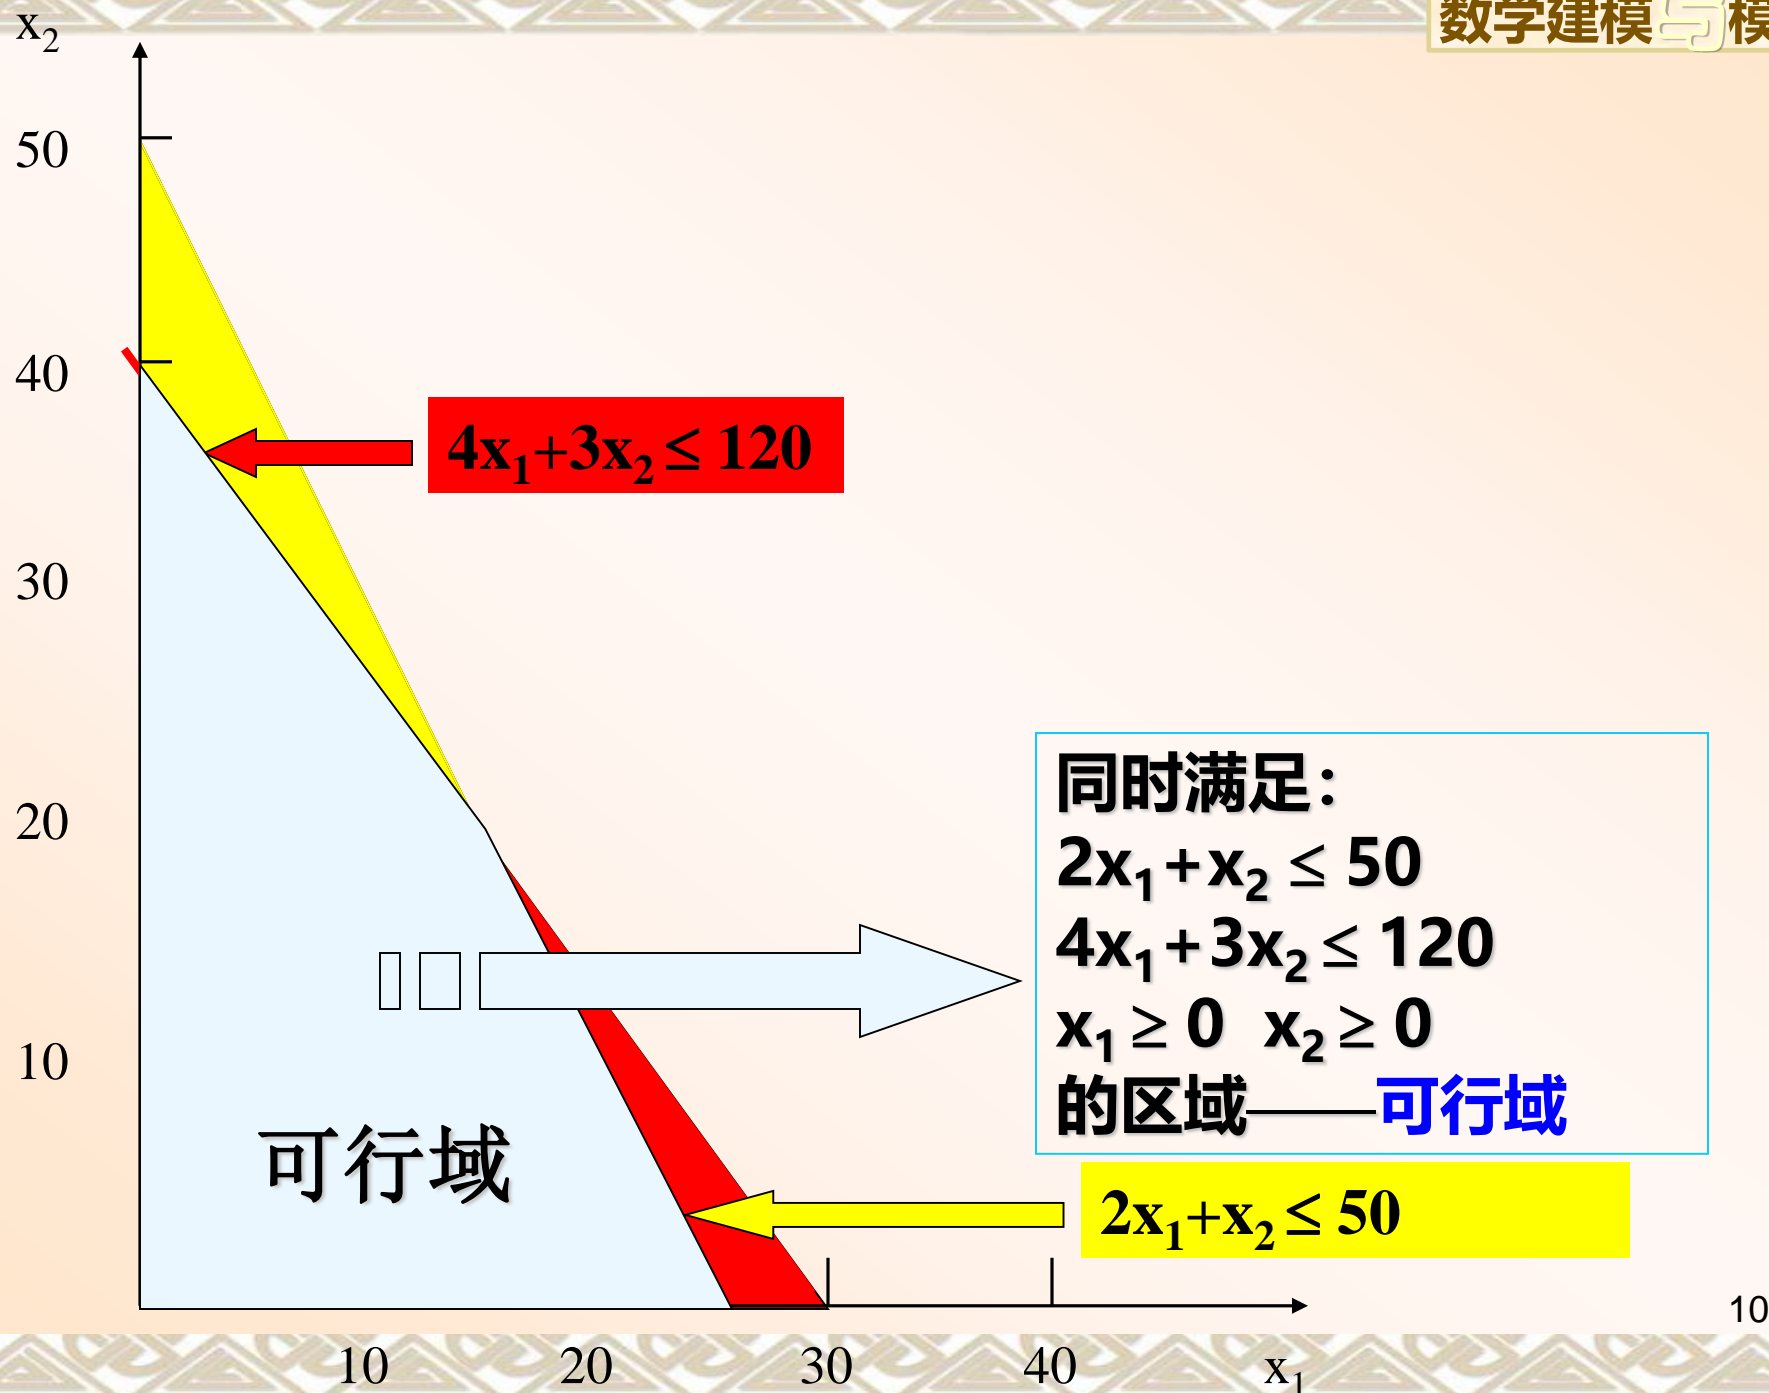 数学建模与模
x₂
50
40
4x₁+3x₂ ≤ 120
30
同时满足：
2x₁+x₂ ≤ 50
20
4x₁+3x₂ ≤ 120
x₁ ≥ 0 x₂ ≥ 0
10
的区域——可行域
可行域
2x₁+x₂ ≤ 50
10
10 20 30 40 x₁